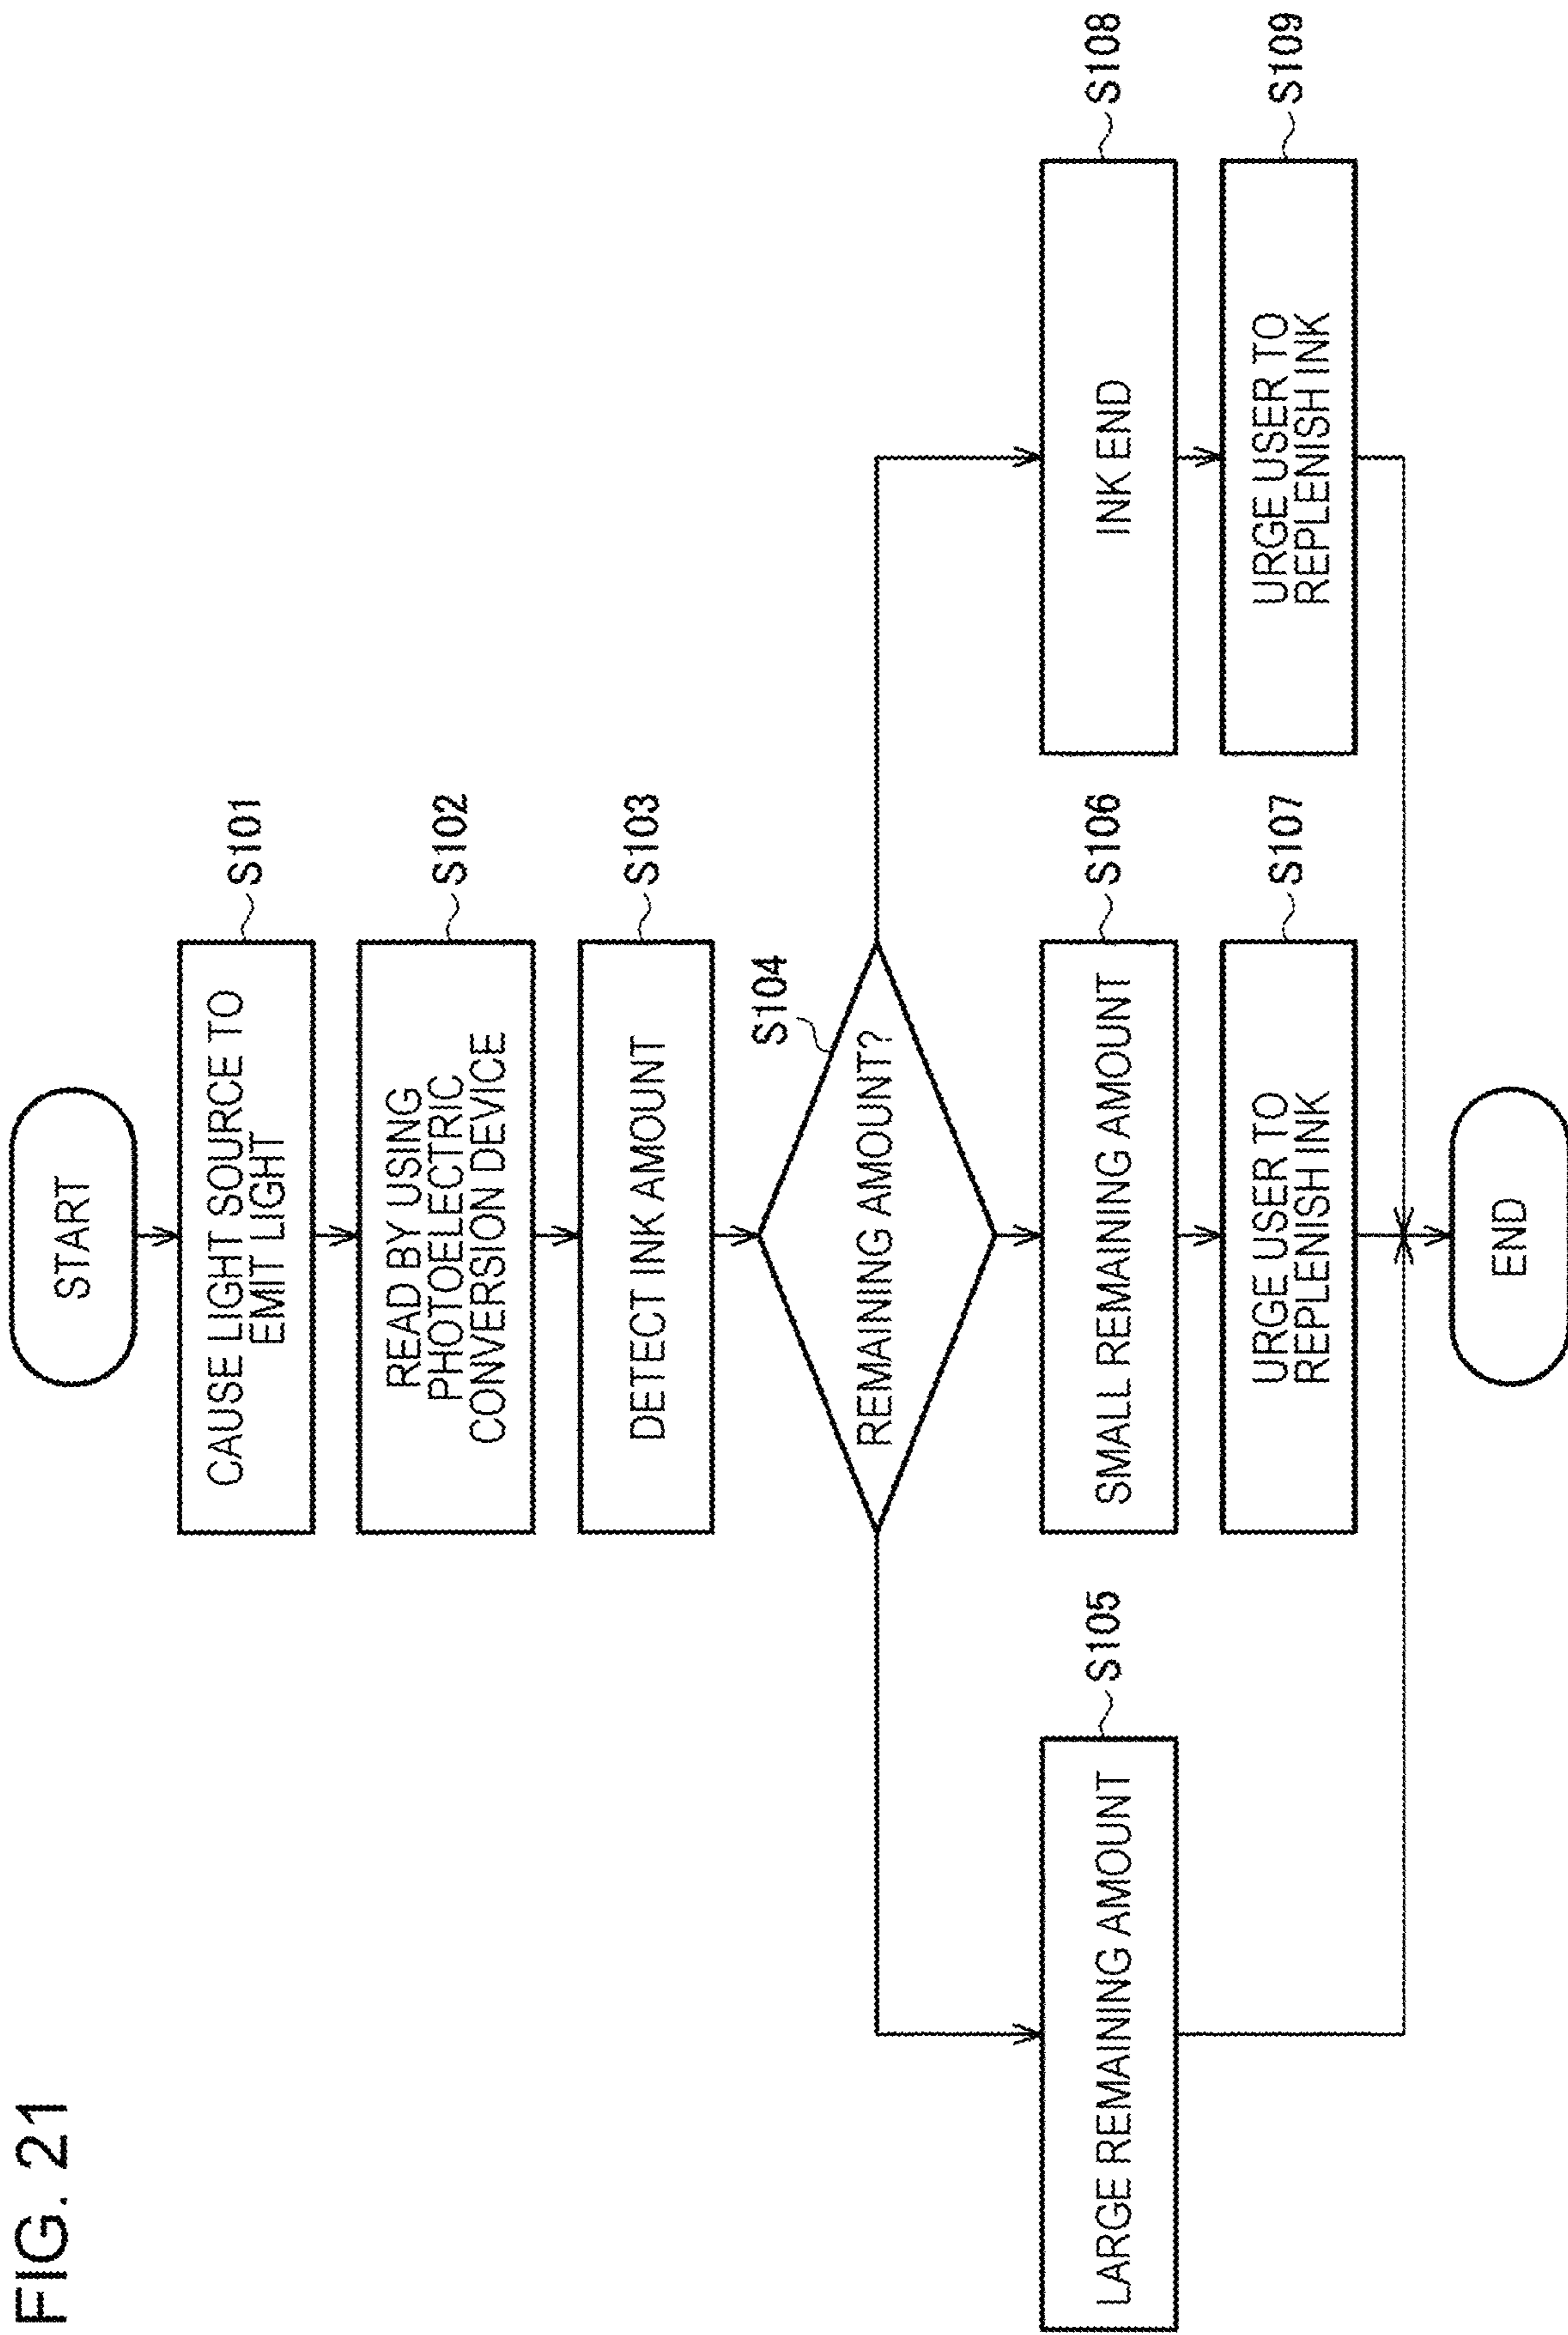 FIG. 21
START
CAUSE LIGHT SOURCE TO
EMIT LIGHT
S101
READ BY USING
PHOTOELECTRIC
CONVERSION DEVICE
S102
DETECT INK AMOUNT
S103
S104
REMAINING AMOUNT?
LARGE REMAINING AMOUNT
S105
SMALL REMAINING AMOUNT
S106
INK END
S108
URGE USER TO
REPLENISH INK
S107
URGE USER TO
REPLENISH INK
S109
END